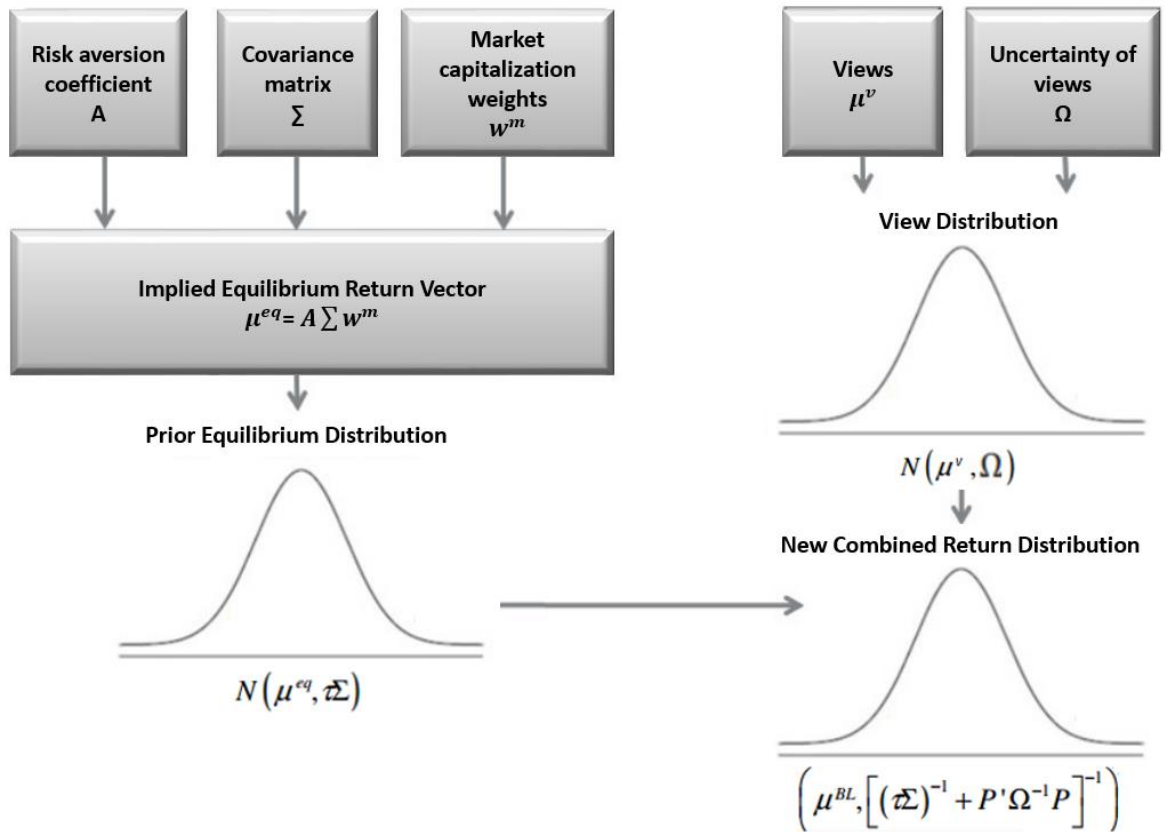 Risk aversion
coefficient
A
Covariance
matrix
∑
Market
capitalization
weights
w^m
Views
μ^v
Uncertainty of
views
Ω
Implied Equilibrium Return Vector
μ^eq= A ∑ w^m
View Distribution
N(μ^v, Ω)
Prior Equilibrium Distribution
N(μ^eq, τΣ)
New Combined Return Distribution
(μ^BL, [(τΣ)^−1 + P'Ω^−1 P]^−1)